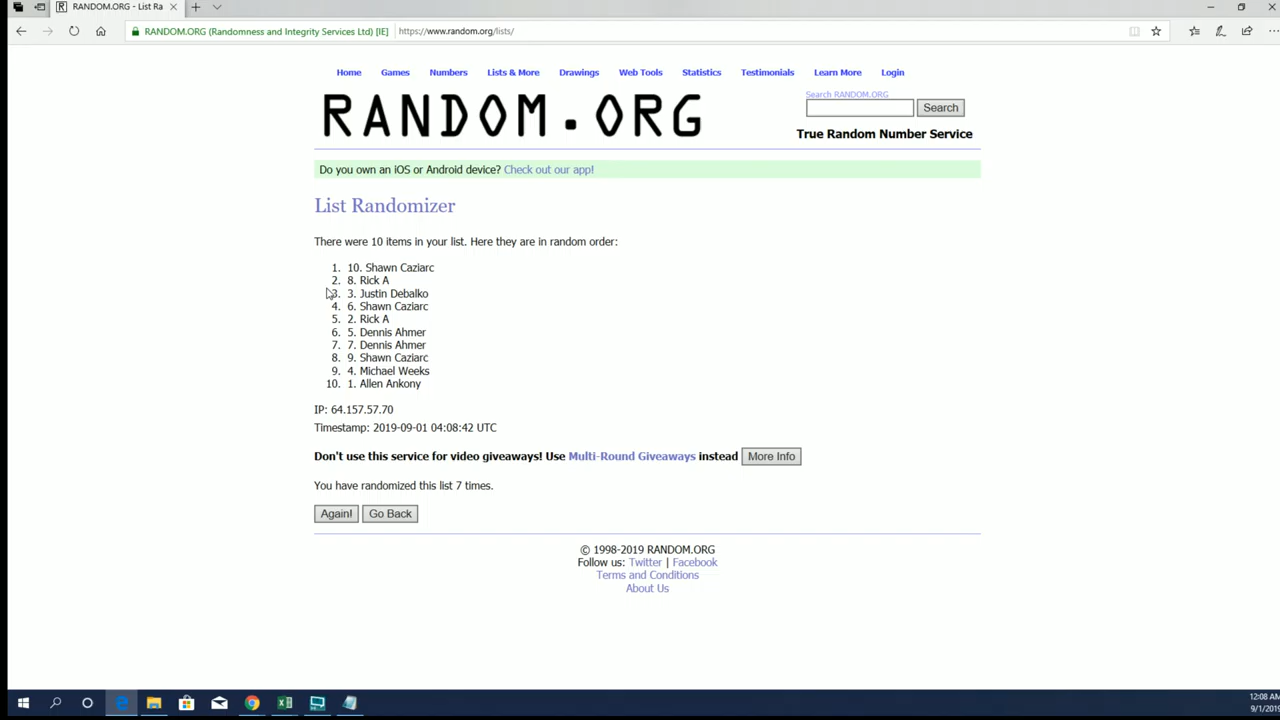 RANDOM.ORG - List Ra
RANDOM.ORG (Randomness and Integrity Services Ltd) [IE]
https://www.random.org/lists/
Home Games Numbers Lists & More Drawings Web Tools Statistics Testimonials Learn More Login
Search RANDOM.ORG
RANDOM.ORG
Search
True Random Number Service
Do you own an iOS or Android device? Check out our app!
List Randomizer
There were 10 items in your list. Here they are in random order:
1. 10. Shawn Caziarc
2. 8. Rick A
3. 3. Justin Debalko
4. 6. Shawn Caziarc
5. 2. Rick A
6. 5. Dennis Ahmer
7. 7. Dennis Ahmer
8. 9. Shawn Caziarc
9. 4. Michael Weeks
10. 1. Allen Ankony
IP: 64.157.57.70
Timestamp: 2019-09-01 04:08:42 UTC
Don't use this service for video giveaways! Use Multi-Round Giveaways instead More Info
You have randomized this list 7 times.
Again! Go Back
© 1998-2019 RANDOM.ORG
Follow us: Twitter | Facebook
Terms and Conditions
About Us
12:08 AM
9/1/2019